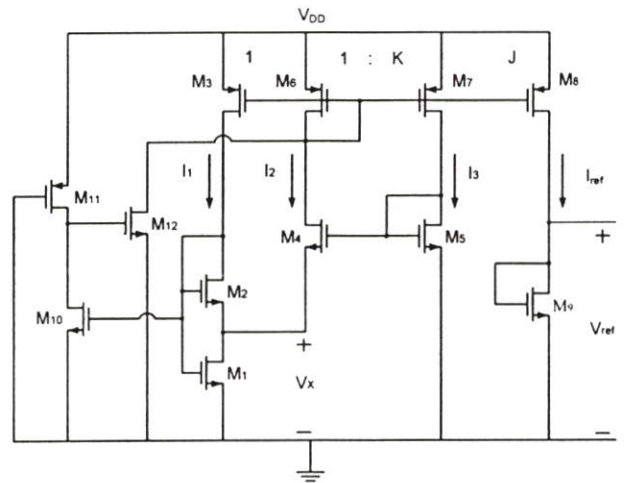 VDD
1 1 : K J
M3 M6 M7 M8
M11 M12 I1 I2 I3 Iref
M4 M5
M10 M2 M9
M1
+ +
Vx Vref
− −